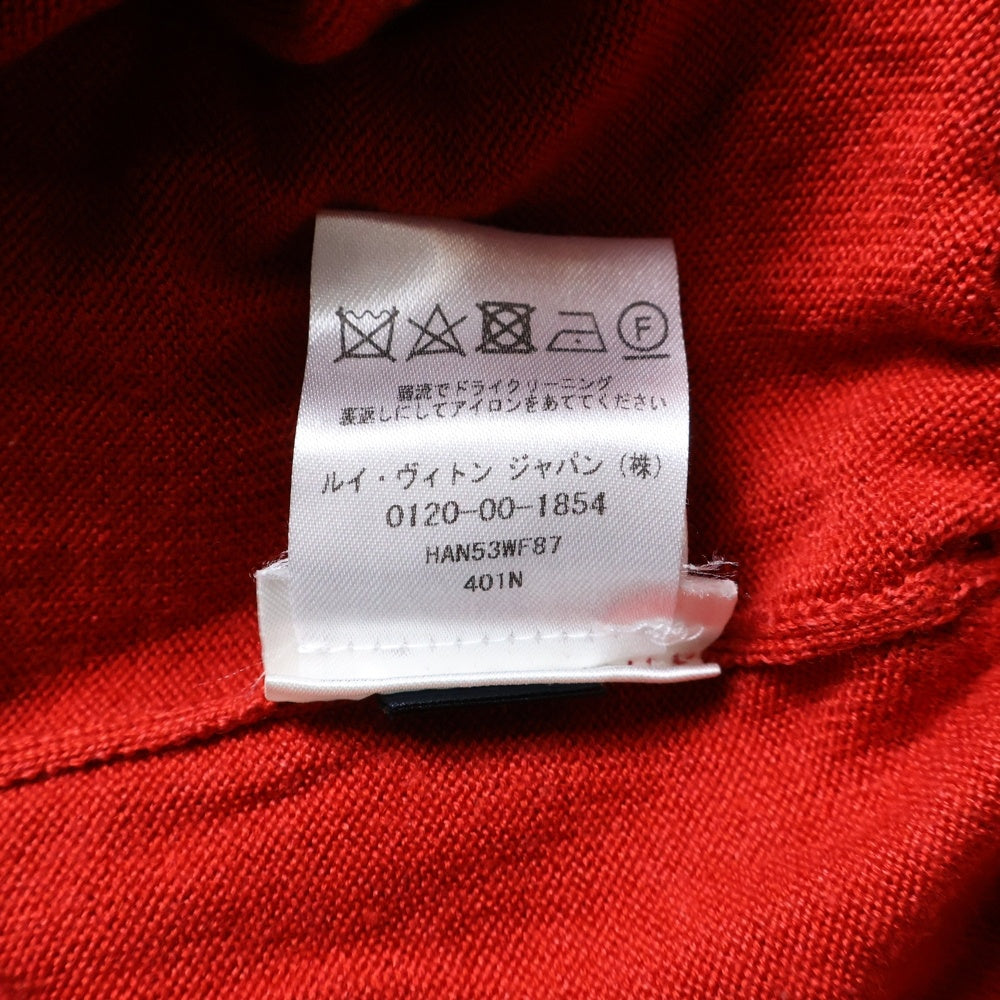 F
弱流でドライクリーニング
裏返しにしてアイロンをあててください
ルイ・ヴィトン ジャパン (株)
0120-00-1854
HAN53WF87
401N